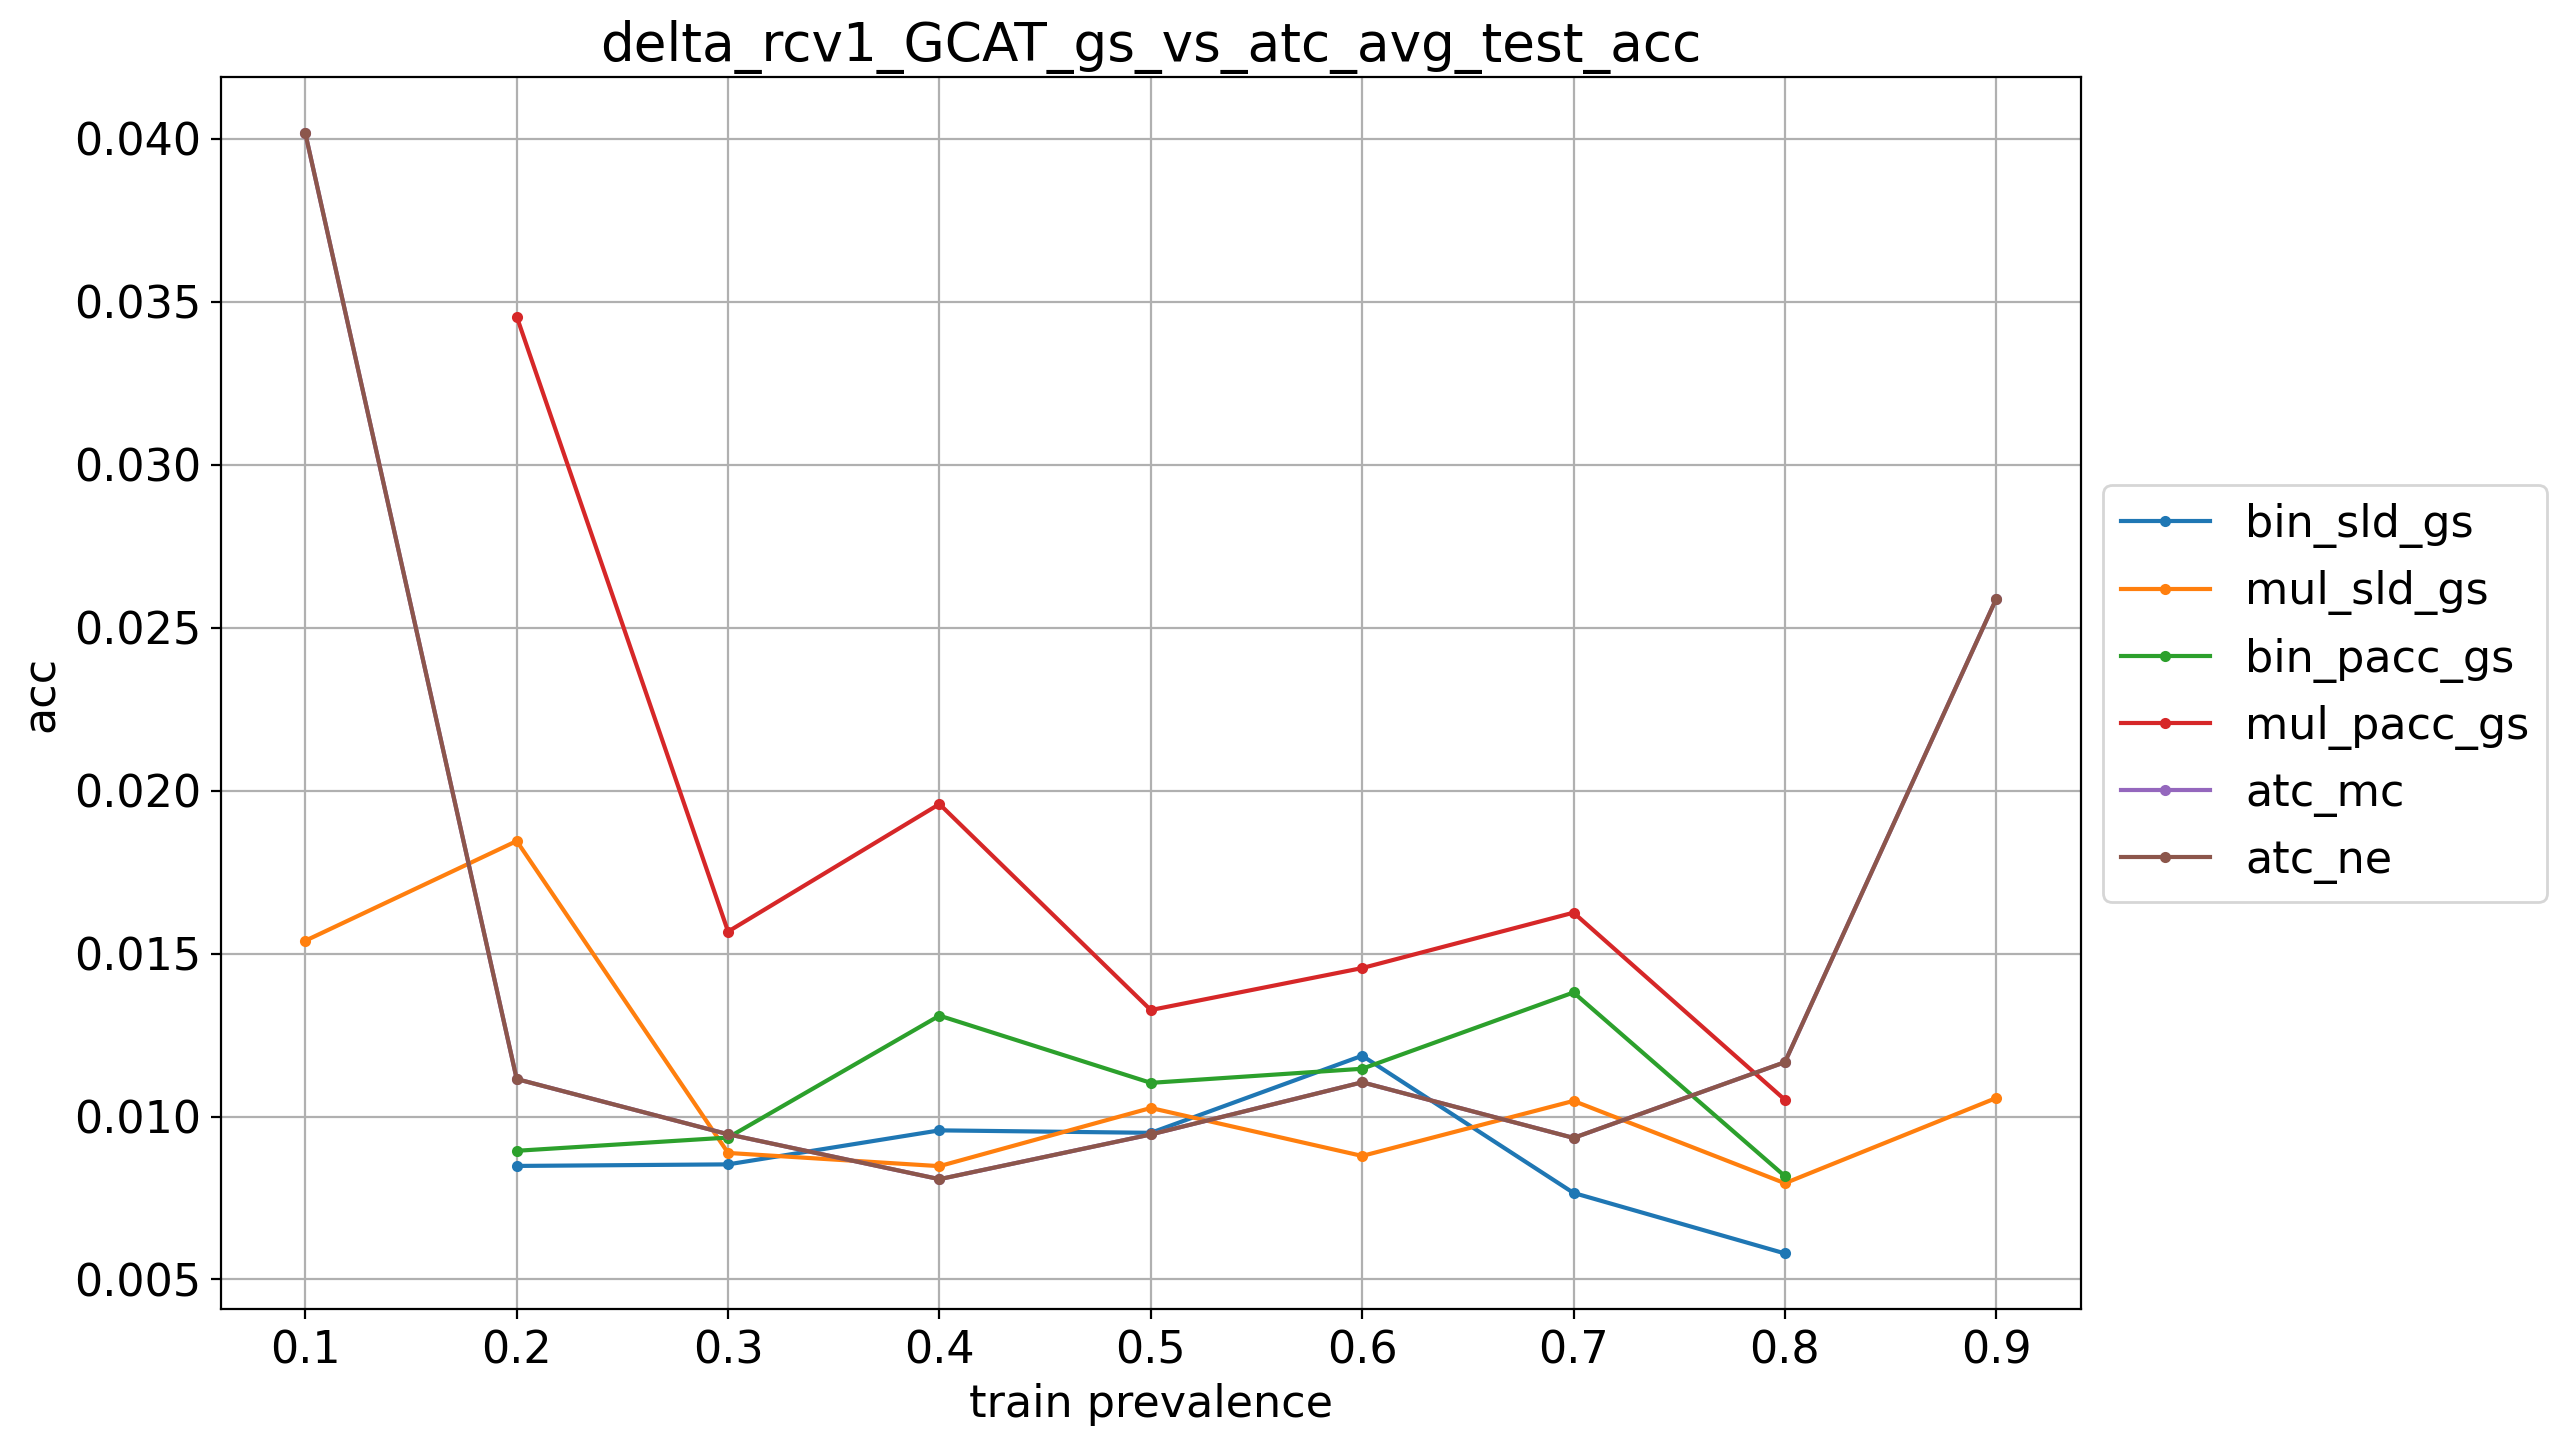 delta_rcv1_GCAT_gs_vs_atc_avg_test_acc
0.040
0.035
0.030
0.025
0.020
0.015
0.010
0.005
acc
0.1 0.2 0.3 0.4 0.5 0.6 0.7 0.8 0.9
train prevalence
bin_sld_gs
mul_sld_gs
bin_pacc_gs
mul_pacc_gs
atc_mc
atc_ne